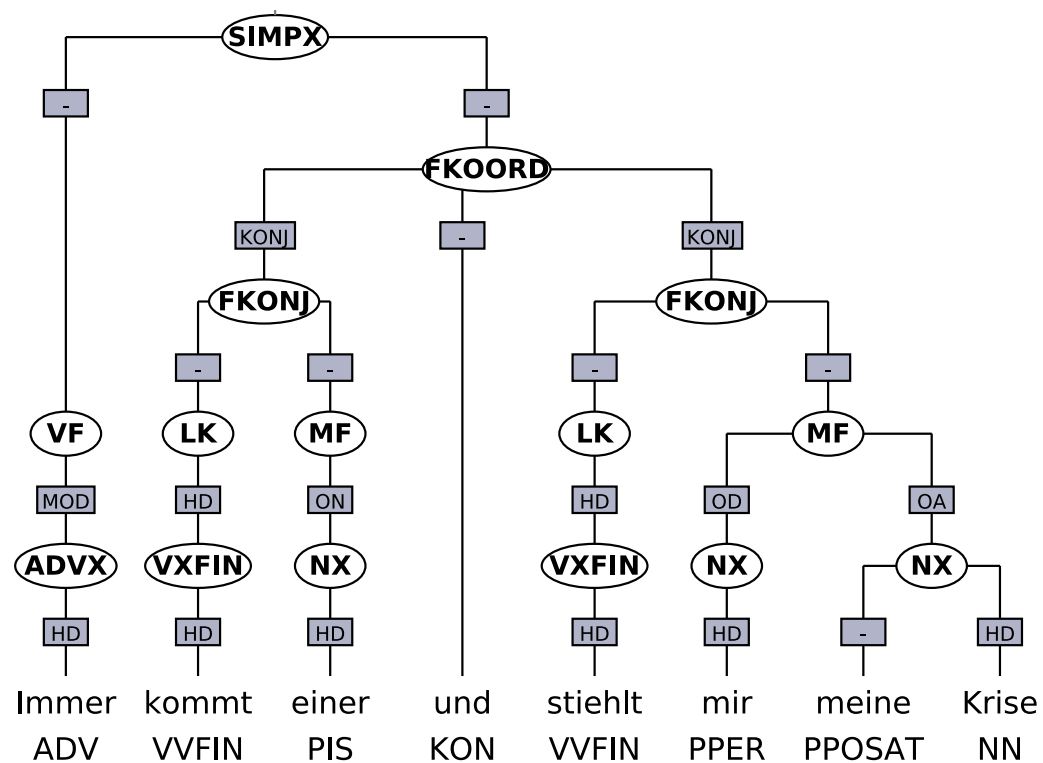 SIMPX
- -
FKOORD
KONJ - KONJ
FKONJ FKONJ
- - - -
VF LK MF LK MF
MOD HD ON HD OD OA
ADVX VXFIN NX VXFIN NX NX
HD HD HD HD HD - HD
Immer kommt einer und stiehlt mir meine Krise
ADV VVFIN PIS KON VVFIN PPER PPOSAT NN